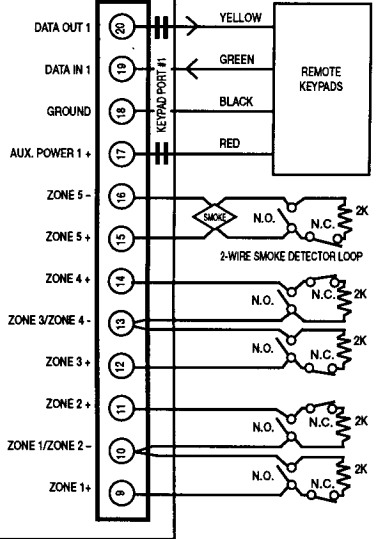 DATA OUT 1 20 YELLOW
DATA IN 1 19 GREEN
KEYPAD PORT #1
REMOTE
KEYPADS
GROUND 18 BLACK
AUX. POWER 1 + 17 RED
ZONE 5 − 16
SMOKE N.O. N.C. 2K
ZONE 5 + 15
2-WIRE SMOKE DETECTOR LOOP
ZONE 4 + 14
N.O. N.C. 2K
ZONE 3/ZONE 4 − 13
N.O. N.C. 2K
ZONE 3 + 12
ZONE 2 + 11
N.O. N.C. 2K
ZONE 1/ZONE 2 − 10
N.O. N.C. 2K
ZONE 1+ 9